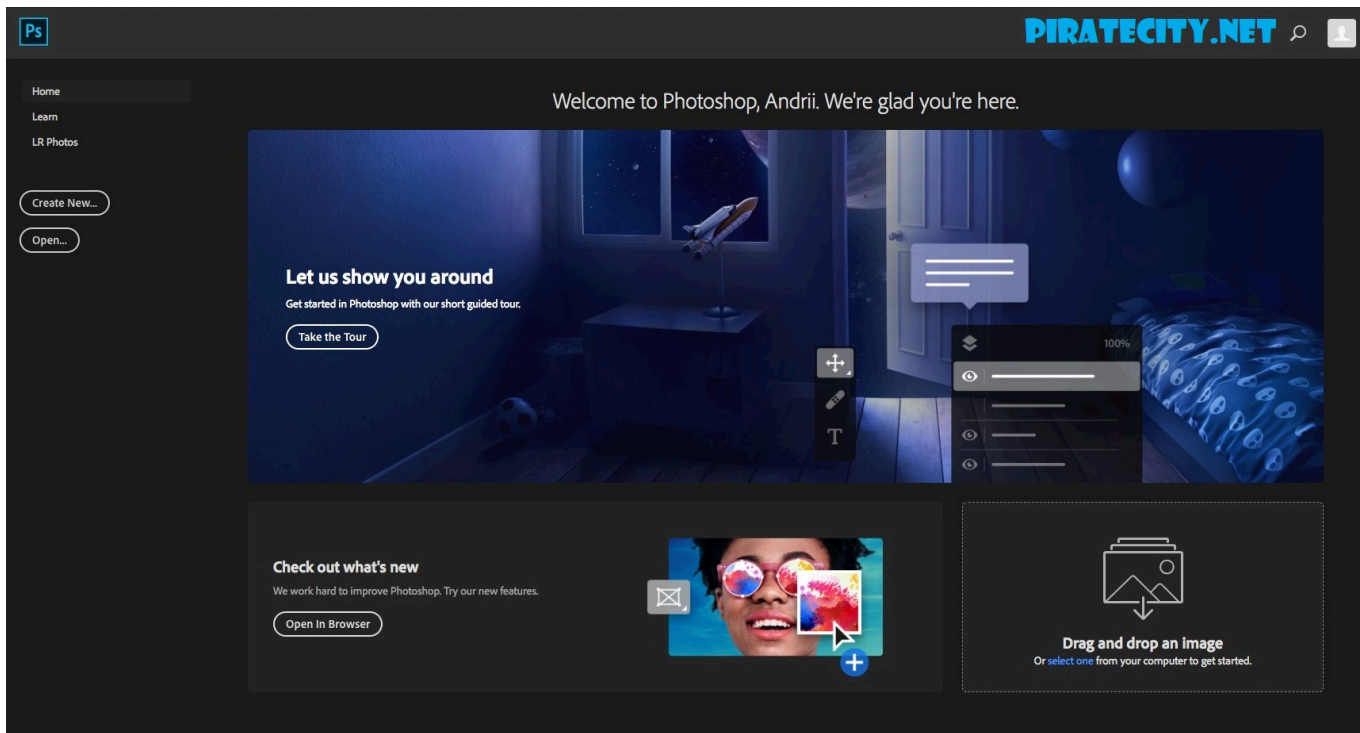 Ps
PIRATECITY.NET
Home
Learn
LR Photos
Create New...
Open...
Welcome to Photoshop, Andrii. We're glad you're here.
Let us show you around
Get started in Photoshop with our short guided tour.
Take the Tour
100%
T
Check out what's new
We work hard to improve Photoshop. Try our new features.
Open In Browser
Drag and drop an image
Or select one from your computer to get started.